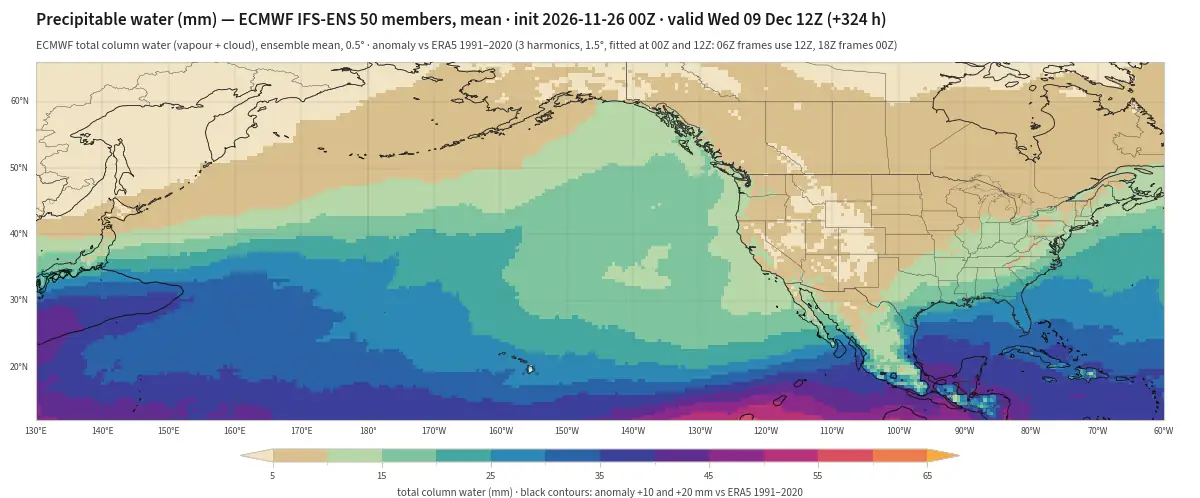 Precipitable water (mm) — ECMWF IFS-ENS 50 members, mean · init 2026-11-26 00Z · valid Wed 09 Dec 12Z (+324 h)
ECMWF total column water (vapour + cloud), ensemble mean, 0.5° · anomaly vs ERA5 1991–2020 (3 harmonics, 1.5°, fitted at 00Z and 12Z: 06Z frames use 12Z, 18Z frames 00Z)
60°N
50°N
40°N
30°N
20°N
130°E 140°E 150°E 160°E 170°E 180° 170°W 160°W 150°W 140°W 130°W 120°W 110°W 100°W 90°W 80°W 70°W 60°W
5 15 25 35 45 55 65
total column water (mm) · black contours: anomaly +10 and +20 mm vs ERA5 1991–2020